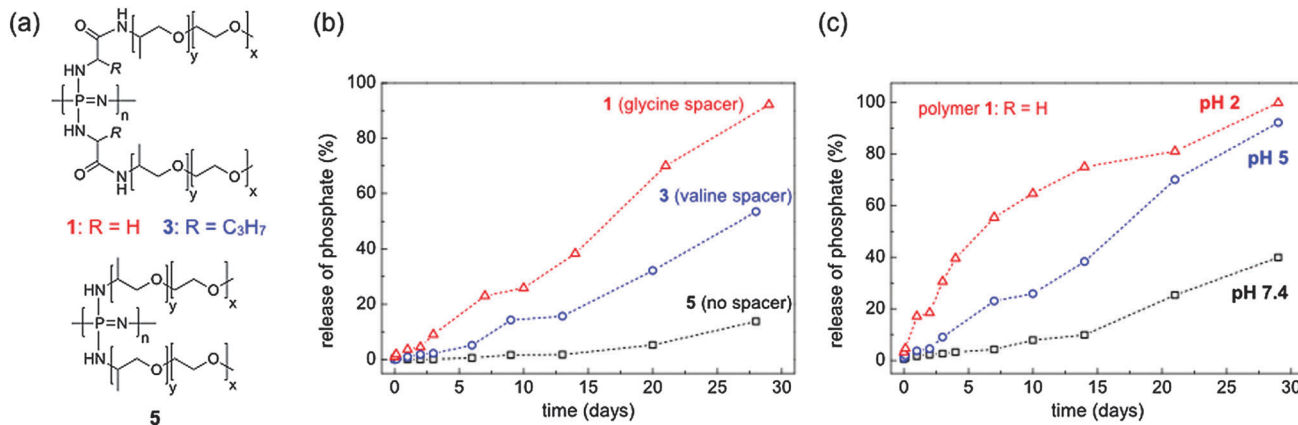 (a)
H
N
O
O
y
O
x
HN
R
P=N
n
HN
R
O
N
H
O
y
O
x
1: R = H 3: R = C3H7
HN
O
y
O
x
P=N
n
HN
O
y
O
x
5
(b)
100
80
60
40
20
0
release of phosphate (%)
1 (glycine spacer)
3 (valine spacer)
5 (no spacer)
0 5 10 15 20 25 30
time (days)
(c)
100
80
60
40
20
0
release of phosphate (%)
polymer 1: R = H
pH 2
pH 5
pH 7.4
0 5 10 15 20 25 30
time (days)